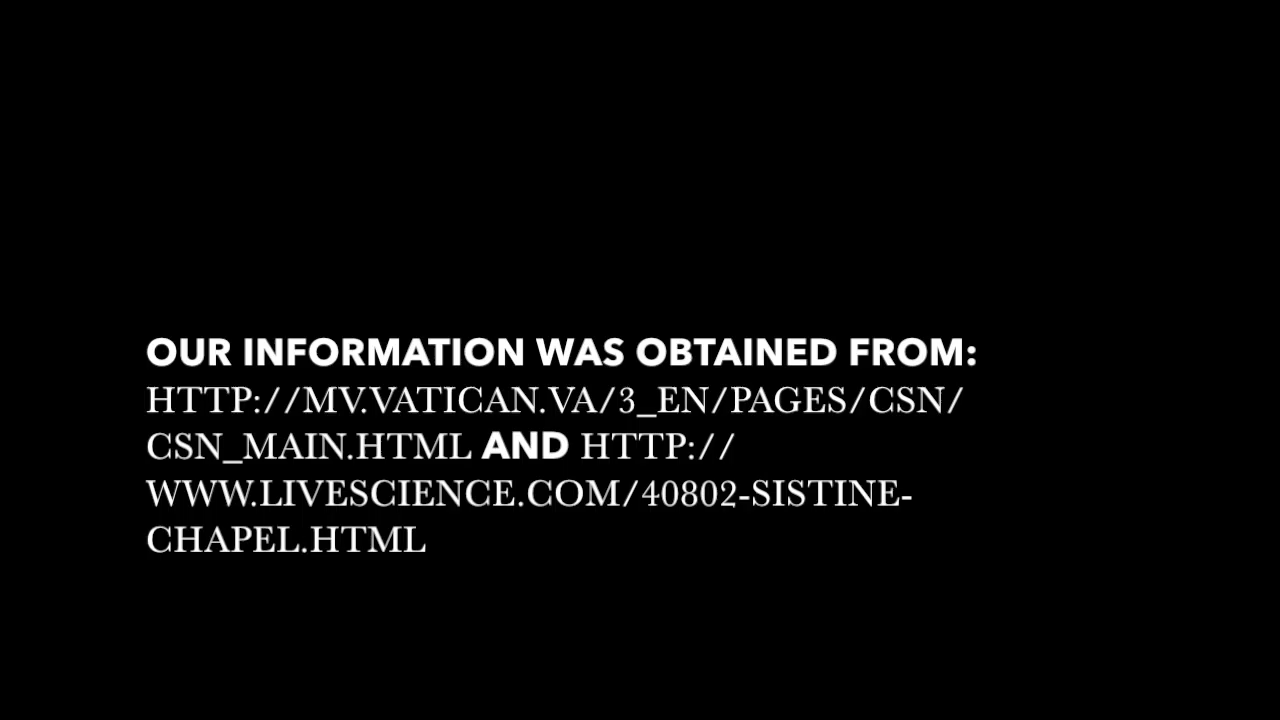 OUR INFORMATION WAS OBTAINED FROM:
HTTP://MV.VATICAN.VA/3_EN/PAGES/CSN/
CSN_MAIN.HTML AND HTTP://
WWW.LIVESCIENCE.COM/40802-SISTINE-
CHAPEL.HTML